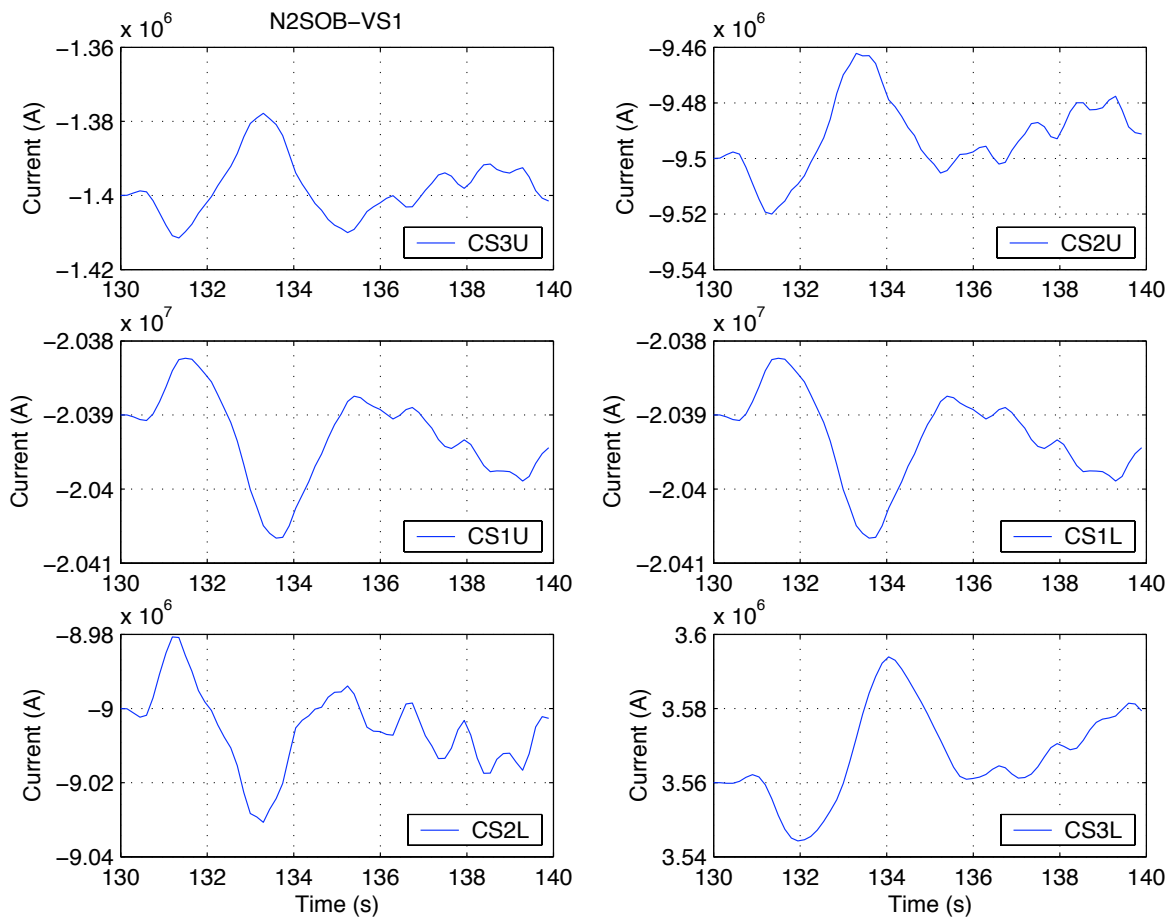 N2SOB−VS1
x 10^6
−1.36
−1.38
−1.4
−1.42
Current (A)
CS3U
130 132 134 136 138 140
x 10^6
−9.46
−9.48
−9.5
−9.52
−9.54
Current (A)
CS2U
130 132 134 136 138 140
x 10^7
−2.038
−2.039
−2.04
−2.041
Current (A)
CS1U
130 132 134 136 138 140
x 10^7
−2.038
−2.039
−2.04
−2.041
Current (A)
CS1L
130 132 134 136 138 140
x 10^6
−8.98
−9
−9.02
−9.04
Current (A)
CS2L
130 132 134 136 138 140
Time (s)
x 10^6
3.6
3.58
3.56
3.54
Current (A)
CS3L
130 132 134 136 138 140
Time (s)